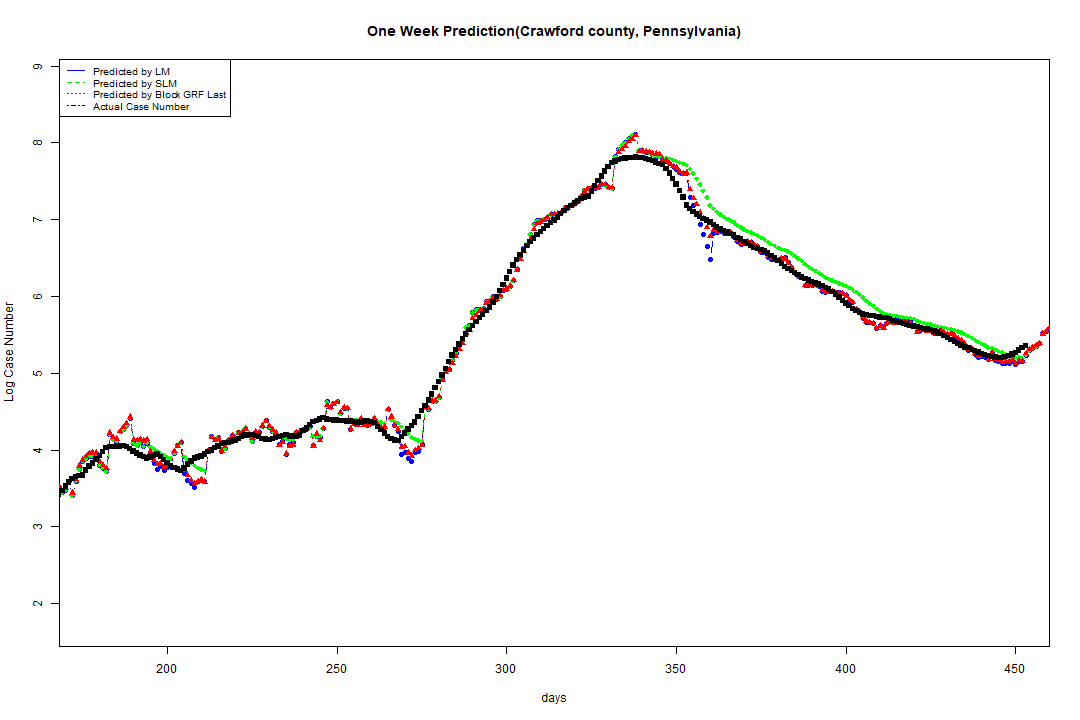 One Week Prediction(Crawford county, Pennsylvania)
Predicted by LM
Predicted by SLM
Predicted by Block GRF Last
Actual Case Number
9
8
7
6
5
4
3
2
Log Case Number
200 250 300 350 400 450
days